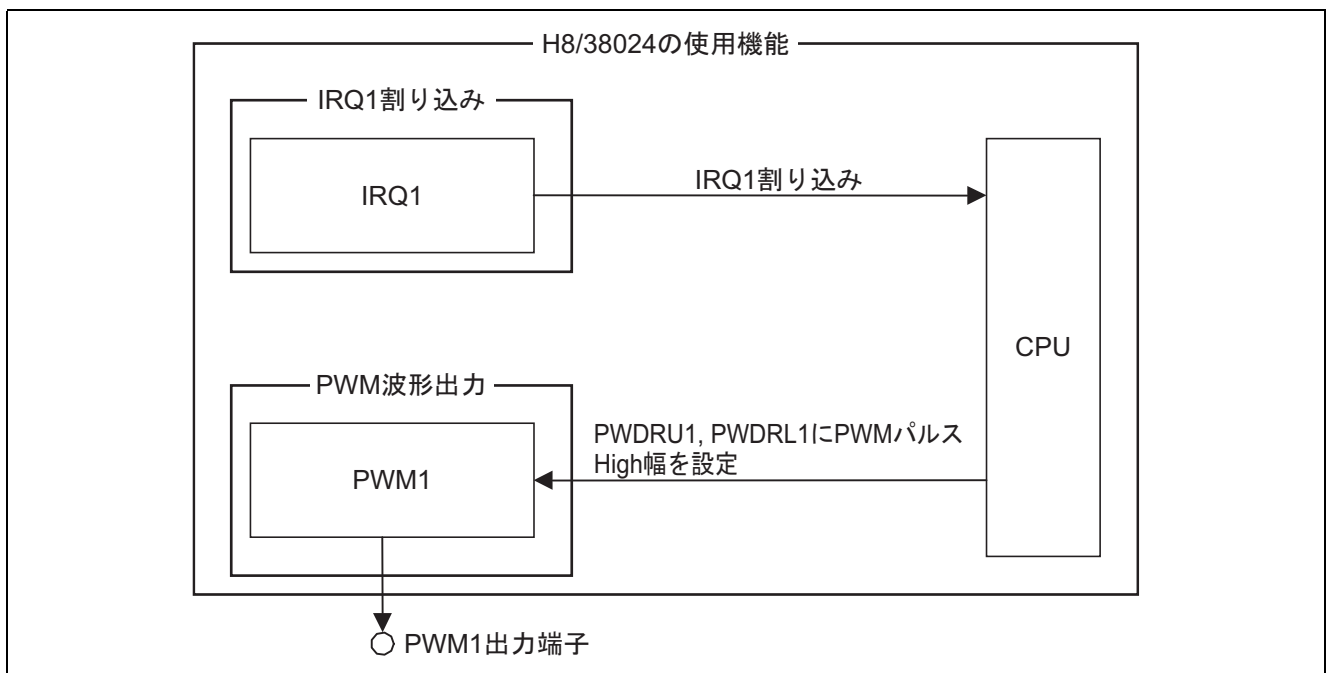 H8/38024の使用機能
IRQ1割り込み
IRQ1
IRQ1割り込み
CPU
PWM波形出力
PWM1
PWDRU1, PWDRL1にPWMパルス
High幅を設定
PWM1出力端子